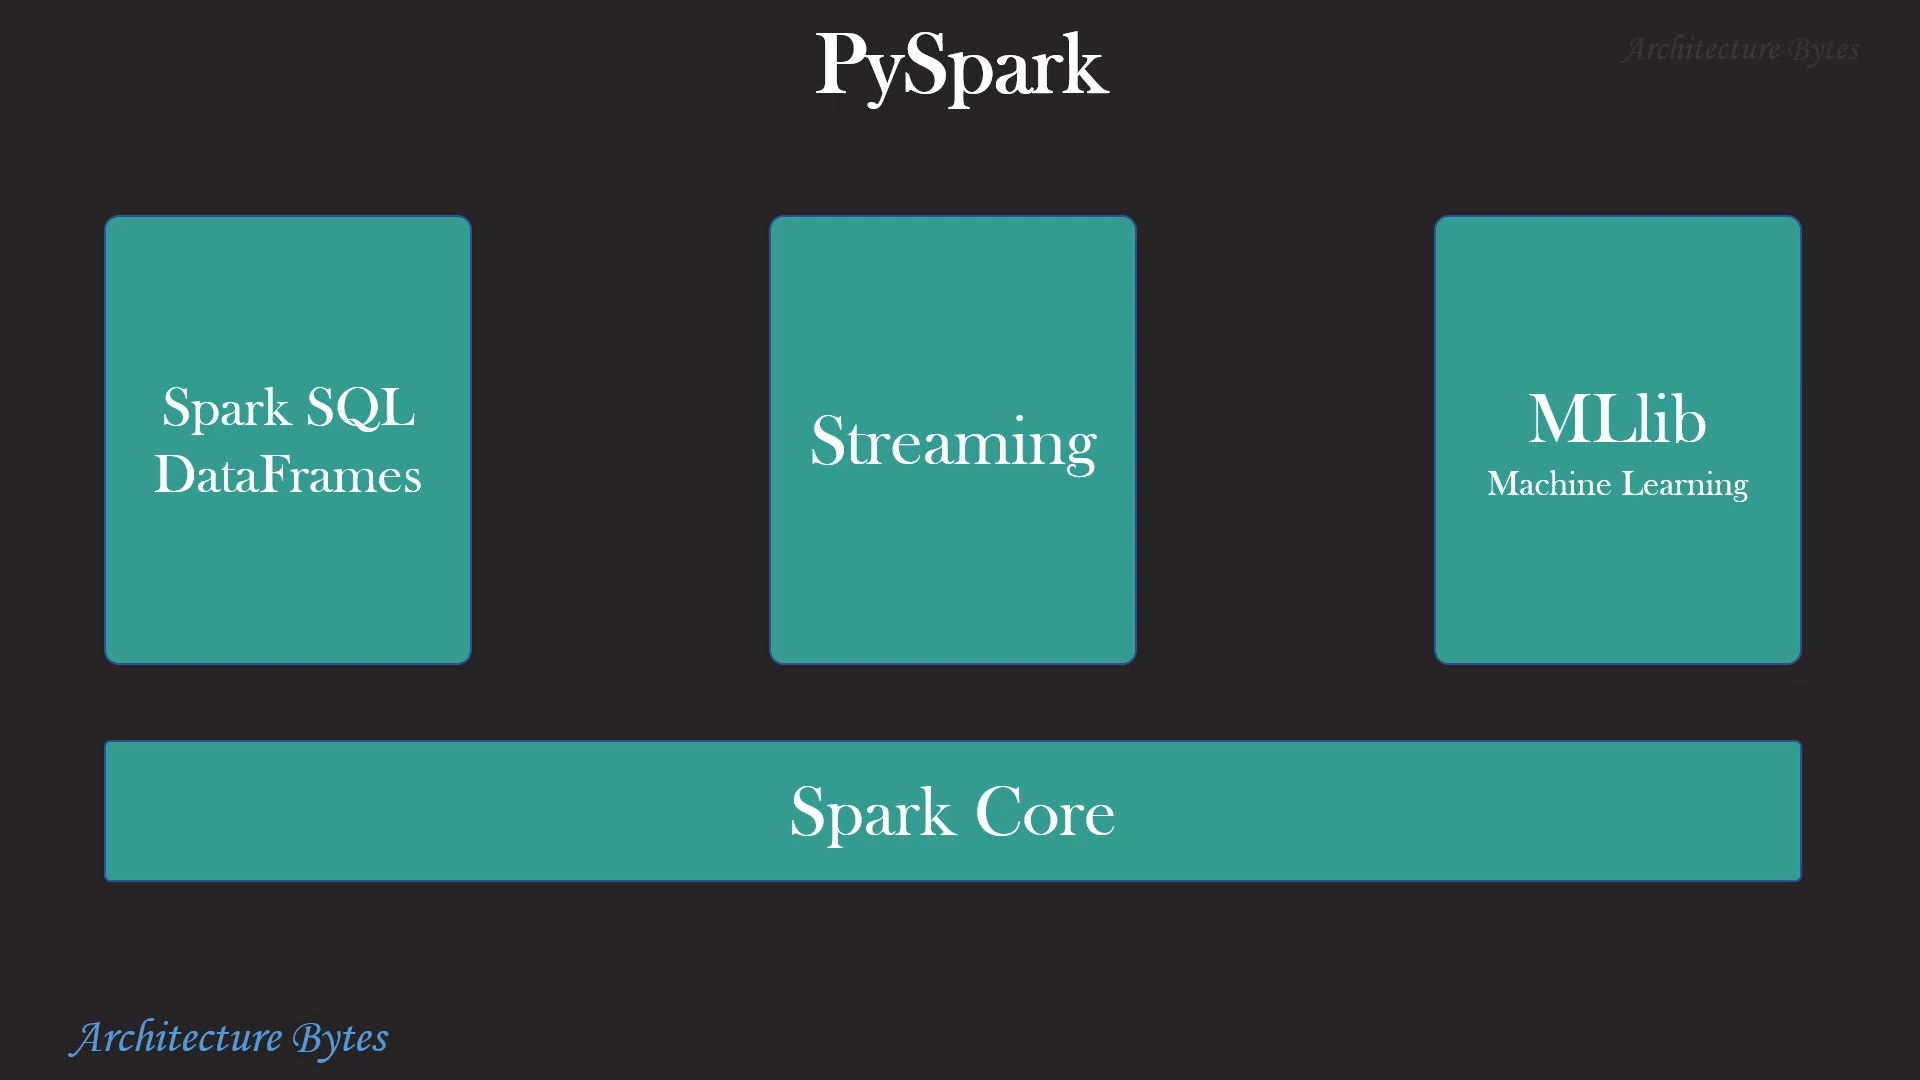 PySpark
Architecture Bytes
Spark SQL
DataFrames
Streaming
MLlib
Machine Learning
Spark Core
Architecture Bytes